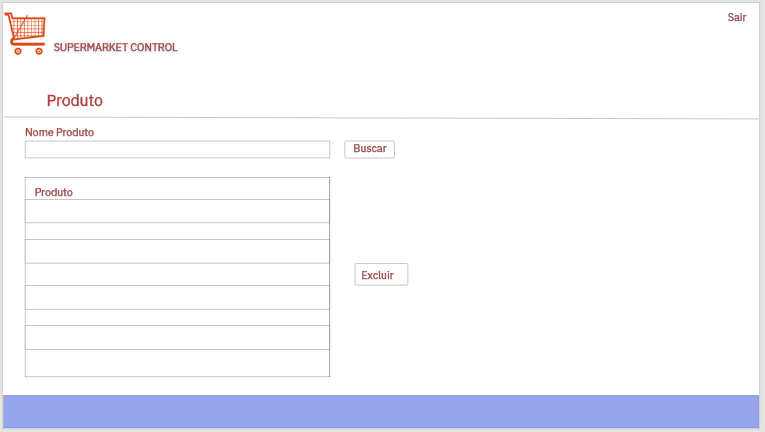 Sair
SUPERMARKET CONTROL
Produto
Nome Produto
Buscar
Produto
Excluir